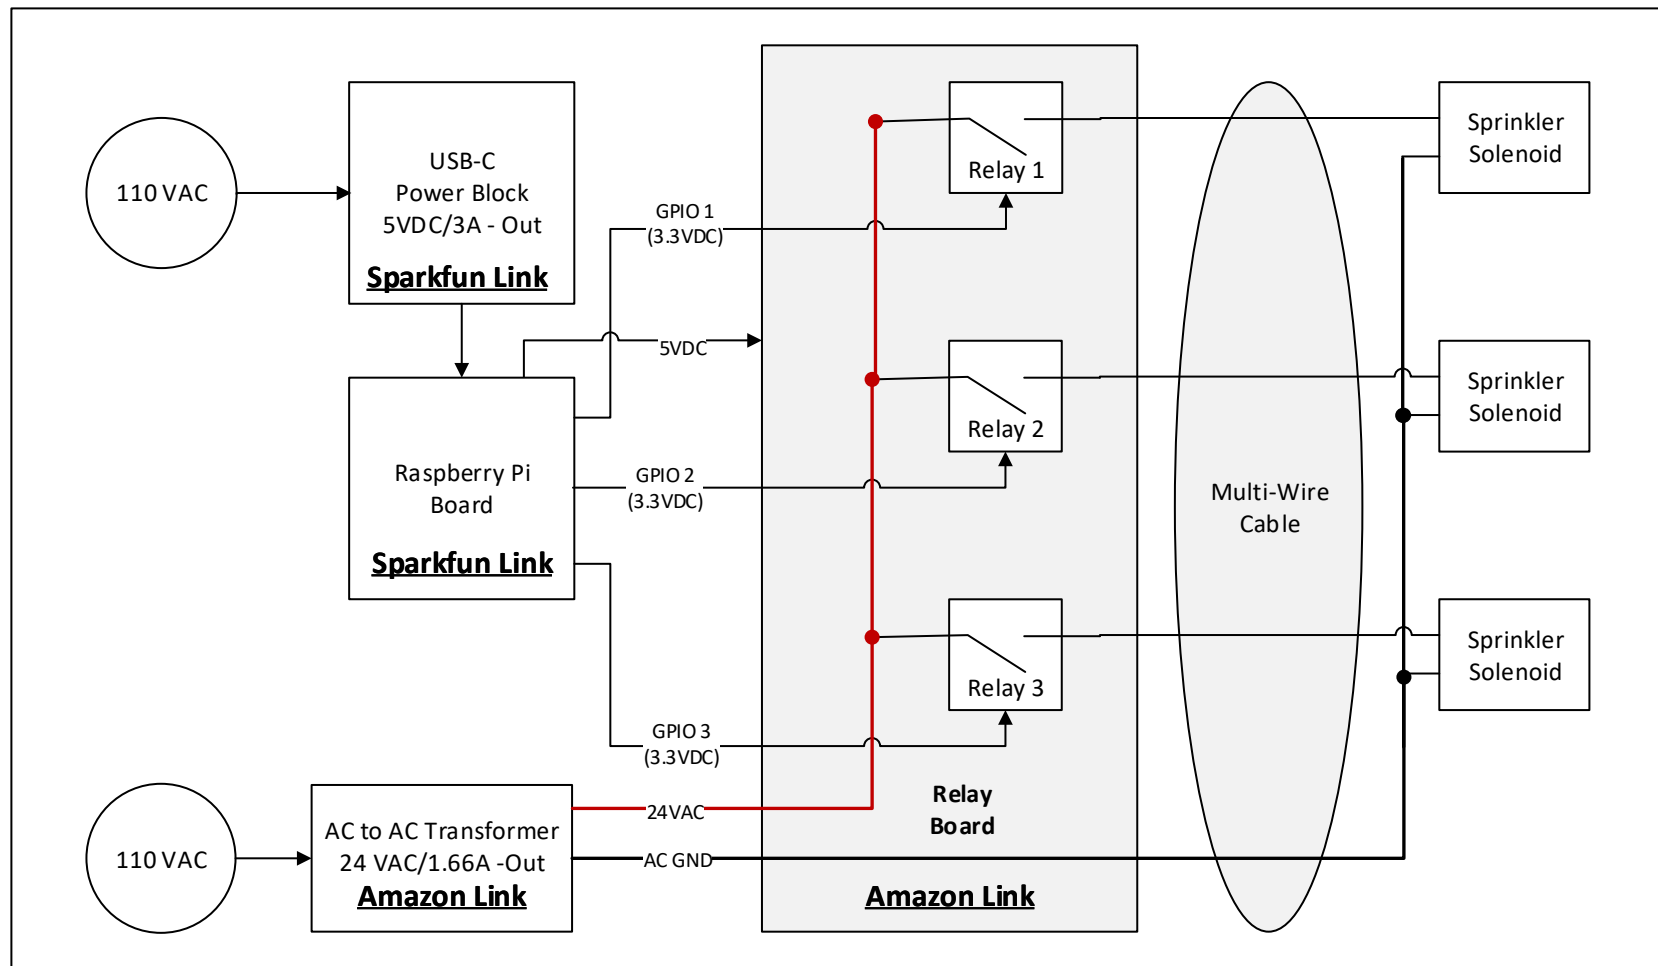 110 VAC
USB-C
Power Block
5VDC/3A - Out
Sparkfun Link
GPIO 1
(3.3VDC)
Relay 1
Sprinkler
Solenoid
5VDC
Raspberry Pi
Board
Sparkfun Link
GPIO 2
(3.3VDC)
Relay 2
Sprinkler
Solenoid
Multi-Wire
Cable
GPIO 3
(3.3VDC)
Relay 3
Sprinkler
Solenoid
110 VAC
AC to AC Transformer
24 VAC/1.66A -Out
Amazon Link
24VAC
AC GND
Relay
Board
Amazon Link